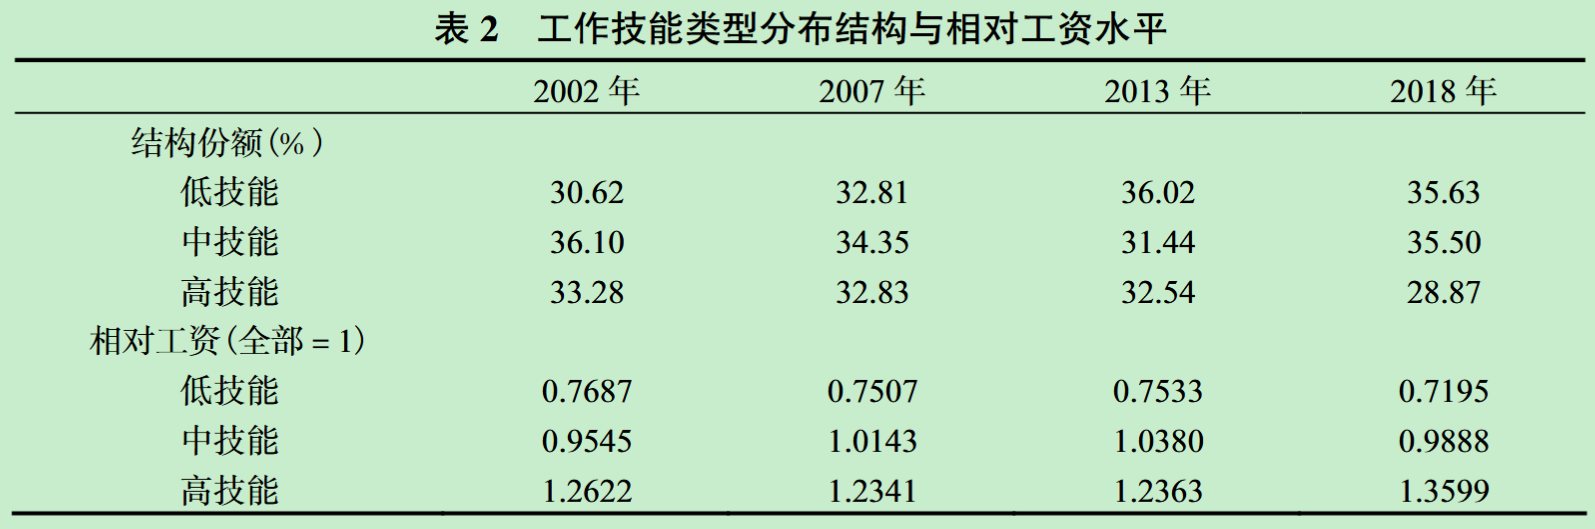 表 2 工作技能类型分布结构与相对工资水平
2002 年 2007 年 2013 年 2018 年
结构份额(%)
低技能 30.62 32.81 36.02 35.63
中技能 36.10 34.35 31.44 35.50
高技能 33.28 32.83 32.54 28.87
相对工资(全部 = 1)
低技能 0.7687 0.7507 0.7533 0.7195
中技能 0.9545 1.0143 1.0380 0.9888
高技能 1.2622 1.2341 1.2363 1.3599